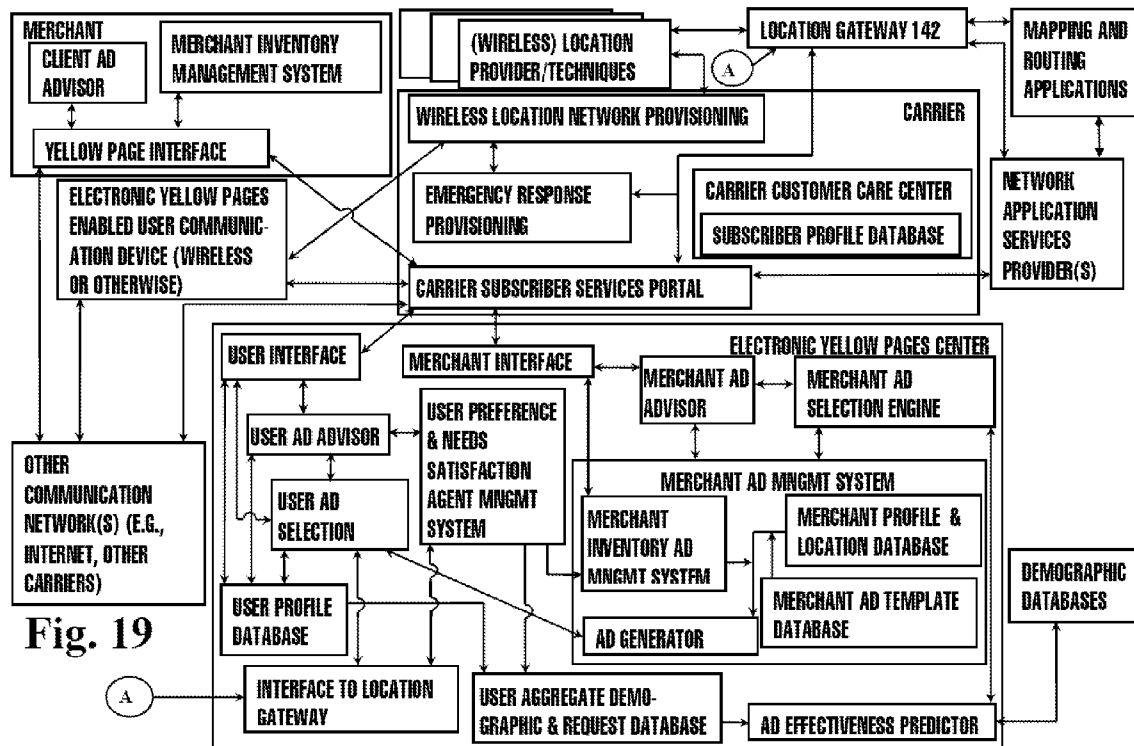 MERCHANT
CLIENT AD
ADVISOR
MERCHANT INVENTORY
MANAGEMENT SYSTEM
YELLOW PAGE INTERFACE
(WIRELESS) LOCATION
PROVIDER/TECHNIQUES
LOCATION GATEWAY 142
A
MAPPING AND
ROUTING
APPLICATIONS
CARRIER
WIRELESS LOCATION NETWORK PROVISIONING
EMERGENCY RESPONSE
PROVISIONING
CARRIER CUSTOMER CARE CENTER
SUBSCRIBER PROFILE DATABASE
NETWORK
APPLICATION
SERVICES
PROVIDER(S)
ELECTRONIC YELLOW PAGES
ENABLED USER COMMUNIC-
ATION DEVICE (WIRELESS
OR OTHERWISE)
CARRIER SUBSCRIBER SERVICES PORTAL
ELECTRONIC YELLOW PAGES CENTER
USER INTERFACE
MERCHANT INTERFACE
MERCHANT AD
ADVISOR
MERCHANT AD
SELECTION ENGINE
USER AD ADVISOR
USER PREFERENCE
& NEEDS
SATISFACTION
AGENT MNGMT
SYSTEM
USER AD
SELECTION
MERCHANT AD MNGMT SYSTEM
MERCHANT
INVENTORY AD
MNGMT SYSTEM
MERCHANT PROFILE &
LOCATION DATABASE
MERCHANT AD TEMPLATE
DATABASE
AD GENERATOR
OTHER
COMMUNICATION
NETWORK(S) (E.G.,
INTERNET, OTHER
CARRIERS)
USER PROFILE
DATABASE
DEMOGRAPHIC
DATABASES
Fig. 19
A
INTERFACE TO LOCATION
GATEWAY
USER AGGREGATE DEMO-
GRAPHIC & REQUEST DATABASE
AD EFFECTIVENESS PREDICTOR